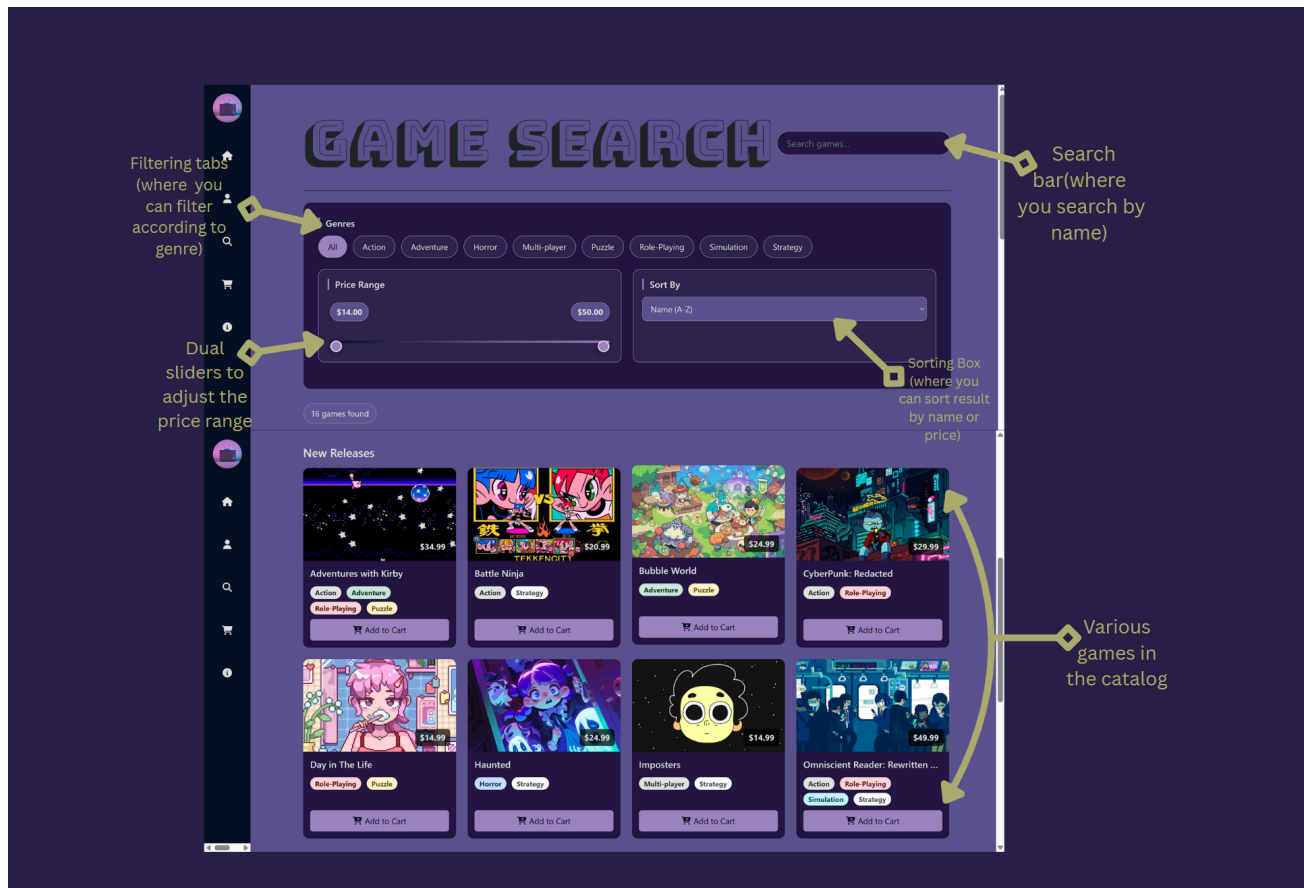 GAME SEARCH
Search games...
Filtering tabs
(where you
can filter
according to
genre)
Search
bar(where
you search by
name)
Genres
All Action Adventure Horror Multi-player Puzzle Role-Playing Simulation Strategy
Price Range
$14.00 $50.00
Sort By
Name (A-Z)
Dual
sliders to
adjust the
price range
Sorting Box
(where you
can sort result
by name or
price)
16 games found
New Releases
$34.99
Adventures with Kirby
Action Adventure
Role-Playing Puzzle
Add to Cart
VS
鉄 拳
TEKKENCITY
$20.99
Battle Ninja
Action Strategy
Add to Cart
$24.99
Bubble World
Adventure Puzzle
Add to Cart
$29.99
CyberPunk: Redacted
Action Role-Playing
Add to Cart
Various
games in
the catalog
$14.99
Day in The Life
Role-Playing Puzzle
Add to Cart
$24.99
Haunted
Horror Strategy
Add to Cart
$14.99
Imposters
Multi-player Strategy
Add to Cart
$49.99
Omniscient Reader: Rewritten ...
Action Role-Playing
Simulation Strategy
Add to Cart